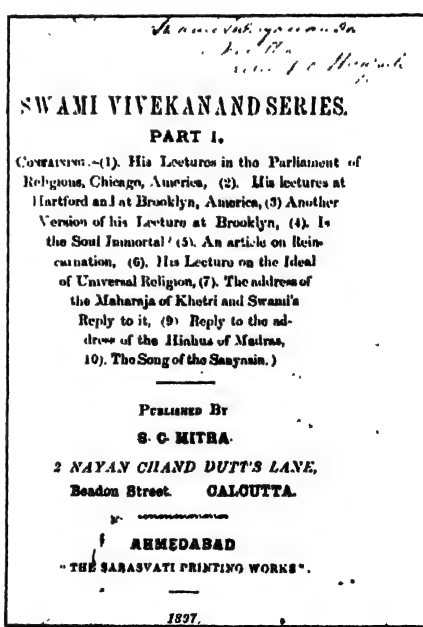 SWAMI VIVEKANAND SERIES.
PART I.
CONTAINING.-(1). His Lectures in the Parliament of
Religions, Chicago, America, (2). His lectures at
Hartford and at Brooklyn, America, (3) Another
Version of his Lecture at Brooklyn, (4). Is
the Soul Immortal? (5). An article on Rein-
carnation, (6). His Lecture on the Ideal
of Universal Religion, (7). The address of
the Maharaja of Khetri and Swami's
Reply to it, (9) Reply to the ad-
dress of the Hinhus of Madras,
10). The Song of the Sanyasin.)
PUBLISHED BY
S. C. MITRA.
2 NAYAN CHAND DUTT'S LANE,
Beadon Street. CALCUTTA.
AHMEDABAD
"THE SARASVATI PRINTING WORKS".
1897.